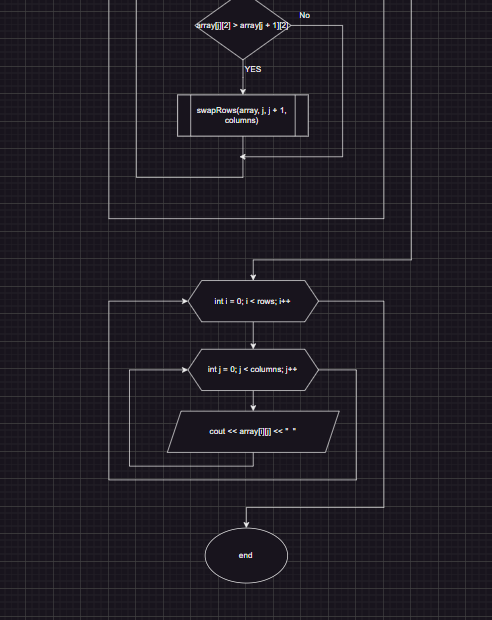 No
array[j][2] > array[j + 1][2]
YES
swapRows(array, j, j + 1,
columns)
int i = 0; i < rows; i++
int j = 0; j < columns; j++
cout << array[i][j] << "  "
end